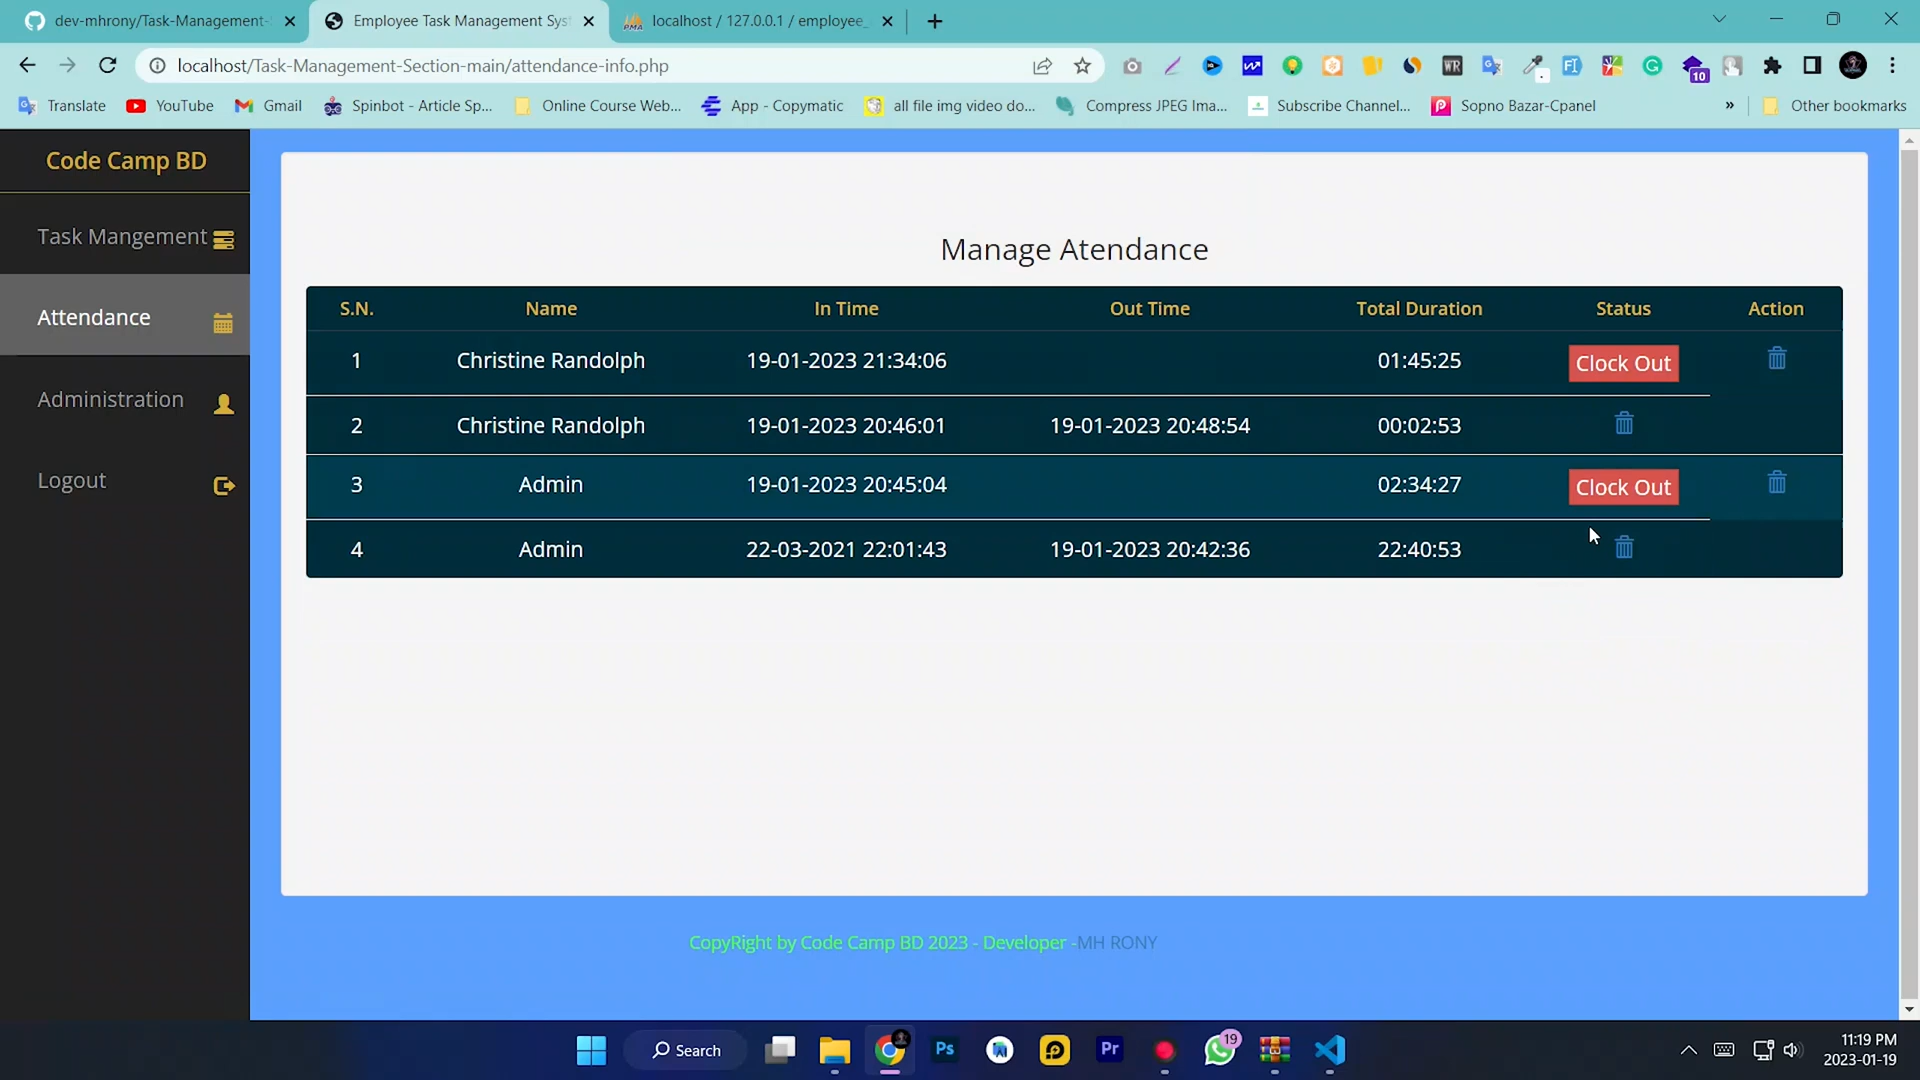 dev-mhrony/Task-Management-
Employee Task Management Sys
localhost / 127.0.0.1 / employee_
localhost/Task-Management-Section-main/attendance-info.php
10
Translate
YouTube
Gmail
Spinbot - Article Sp...
Online Course Web...
App - Copymatic
all file img video do...
Compress JPEG Ima...
Subscribe Channel...
Sopno Bazar-Cpanel
»
Other bookmarks
Code Camp BD
Task Mangement
Attendance
Administration
Logout
Manage Atendance
S.N. Name In Time Out Time Total Duration Status Action
1 Christine Randolph 19-01-2023 21:34:06 01:45:25 Clock Out
2 Christine Randolph 19-01-2023 20:46:01 19-01-2023 20:48:54 00:02:53
3 Admin 19-01-2023 20:45:04 02:34:27 Clock Out
4 Admin 22-03-2021 22:01:43 19-01-2023 20:42:36 22:40:53
CopyRight by Code Camp BD 2023 - Developer -MH RONY
Search
Ps
Pr
19
11:19 PM
2023-01-19